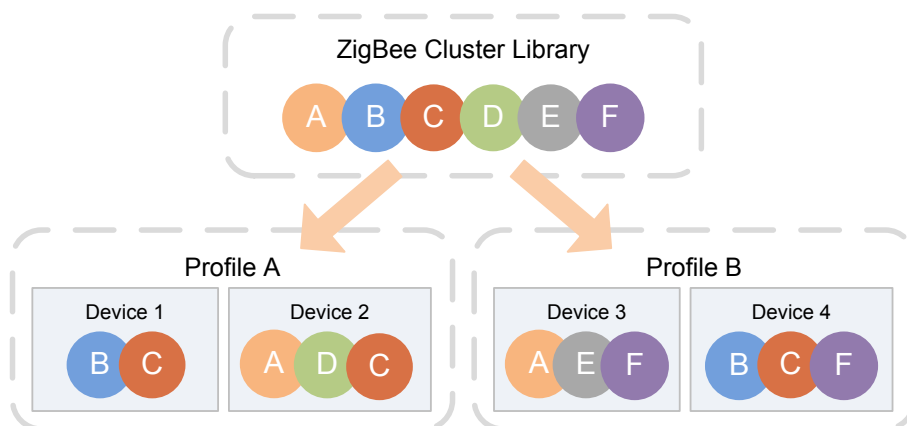 ZigBee Cluster Library
A B C D E F
Profile A
Device 1
B C
Device 2
A D C
Profile B
Device 3
A E F
Device 4
B C F